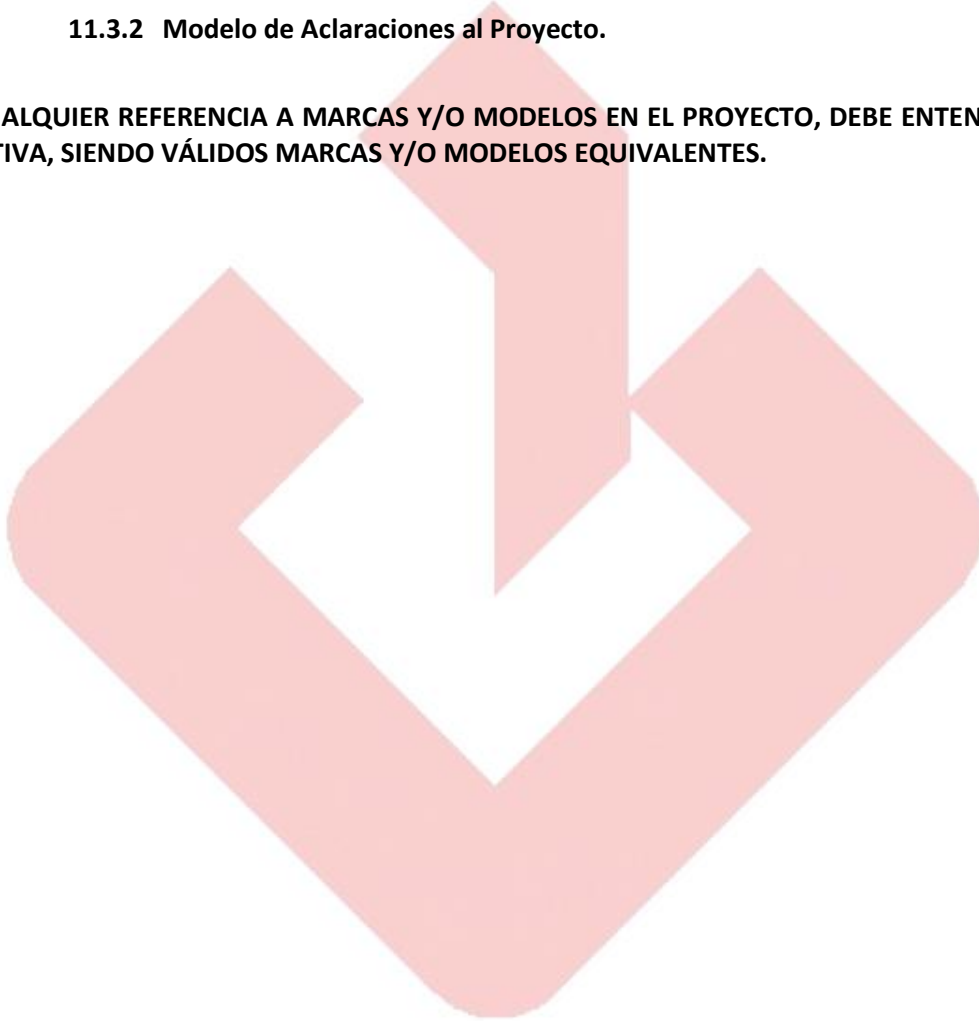 11.3.2 Modelo de Aclaraciones al Proyecto.
ALQUIER REFERENCIA A MARCAS Y/O MODELOS EN EL PROYECTO, DEBE ENTEN
TIVA, SIENDO VÁLIDOS MARCAS Y/O MODELOS EQUIVALENTES.